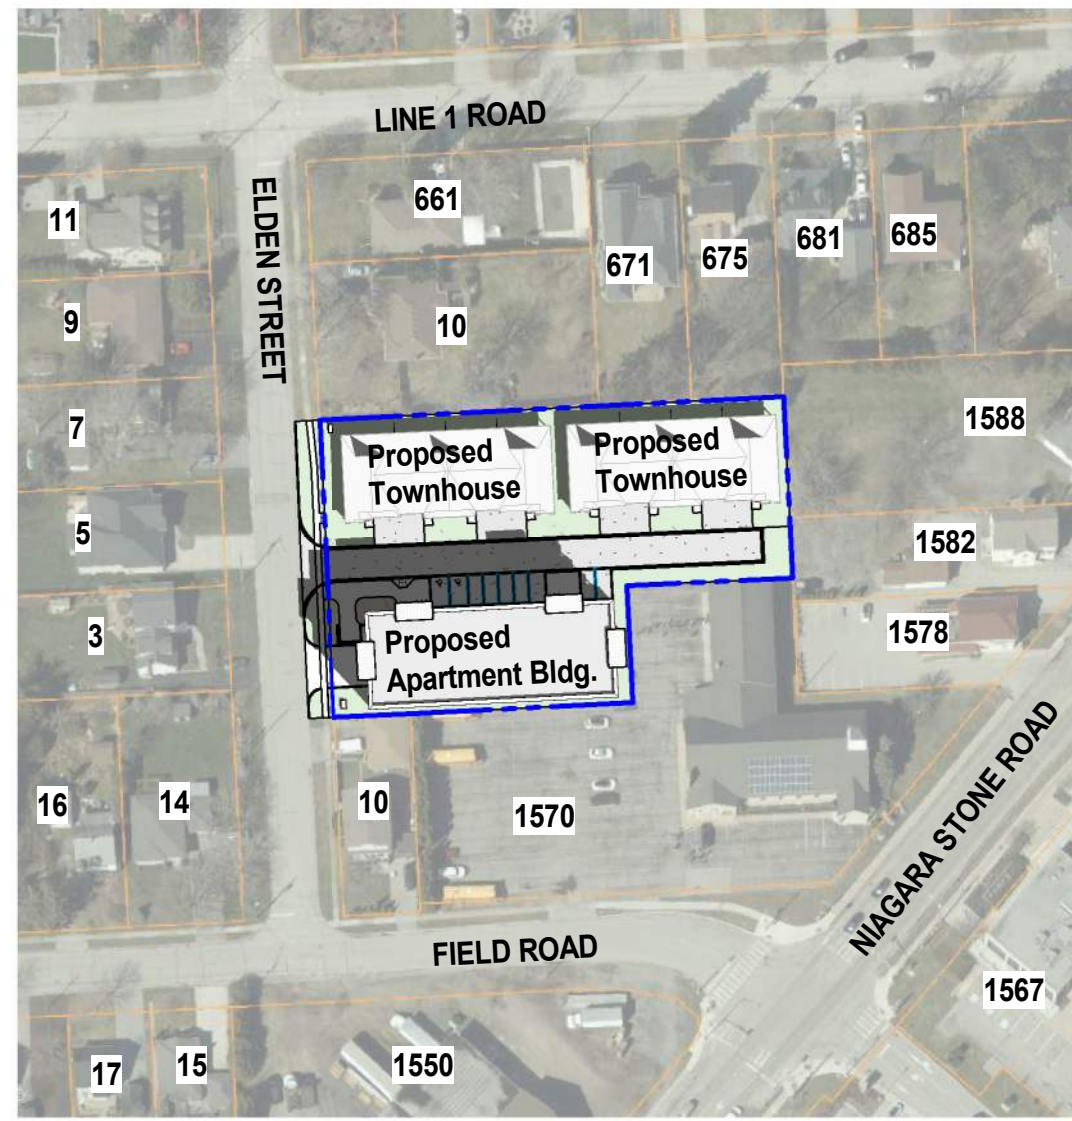 LINE 1 ROAD
ELDEN STREET
11
661
671
675
681
685
9
10
7
1588
Proposed
Townhouse
Proposed
Townhouse
5
1582
3
1578
Proposed
Apartment Bldg.
16
14
10
1570
NIAGARA STONE ROAD
FIELD ROAD
1567
17
15
1550